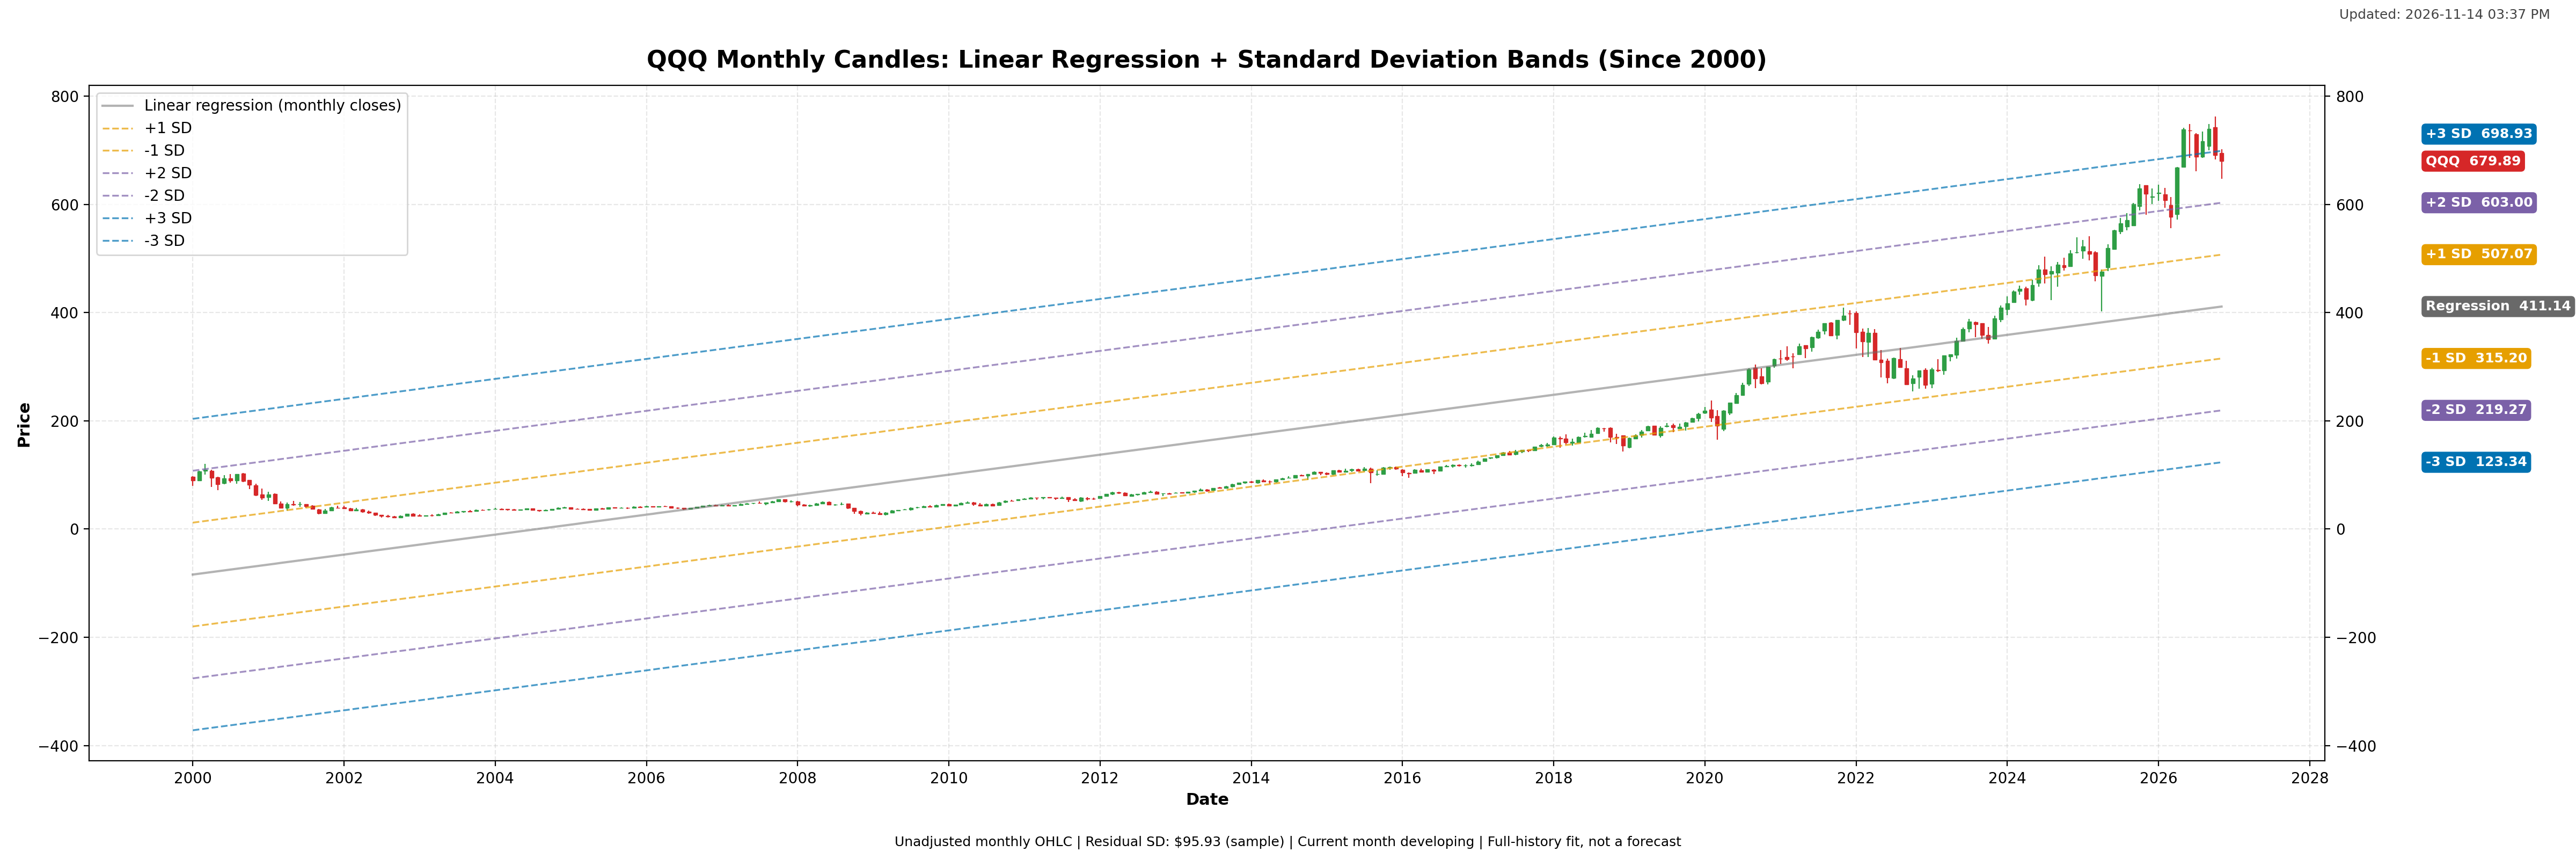 Updated: 2026-11-14 03:37 PM
QQQ Monthly Candles: Linear Regression + Standard Deviation Bands (Since 2000)
Linear regression (monthly closes)
+1 SD
-1 SD
+2 SD
-2 SD
+3 SD
-3 SD
Price
800
600
400
200
0
−200
−400
800
600
400
200
0
−200
−400
+3 SD 698.93
QQQ 679.89
+2 SD 603.00
+1 SD 507.07
Regression 411.14
-1 SD 315.20
-2 SD 219.27
-3 SD 123.34
2000 2002 2004 2006 2008 2010 2012 2014 2016 2018 2020 2022 2024 2026 2028
Date
Unadjusted monthly OHLC | Residual SD: $95.93 (sample) | Current month developing | Full-history fit, not a forecast